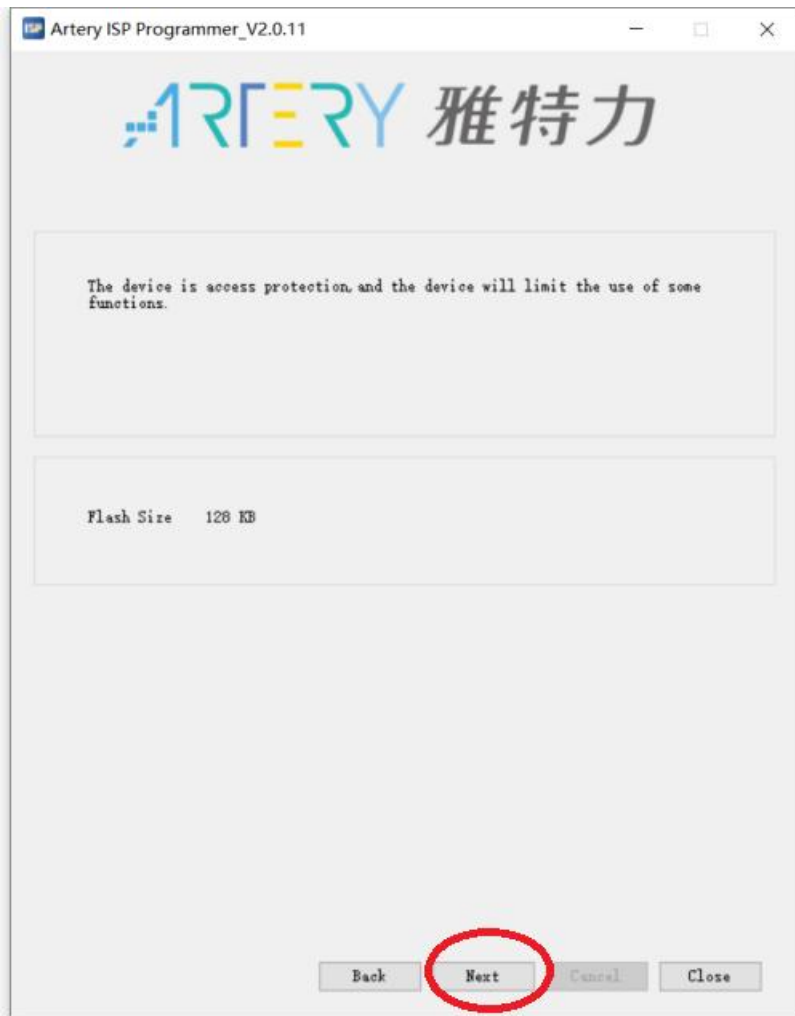 Artery ISP Programmer_V2.0.11
ARTERY 雅特力
The device is access protection, and the device will limit the use of some
functions.
Flash Size 128 KB
Back Next Cancel Close